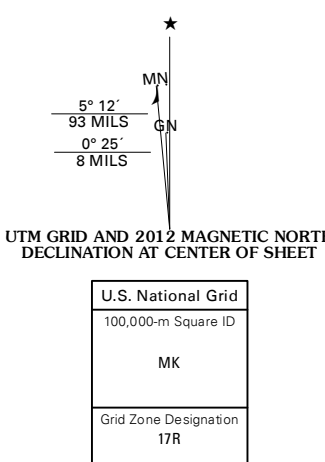 ★
MN
5° 12´
93 MILS
GN
0° 25´
8 MILS
UTM GRID AND 2012 MAGNETIC NORTH
DECLINATION AT CENTER OF SHEET
U.S. National Grid
100,000-m Square ID
MK
Grid Zone Designation
17R